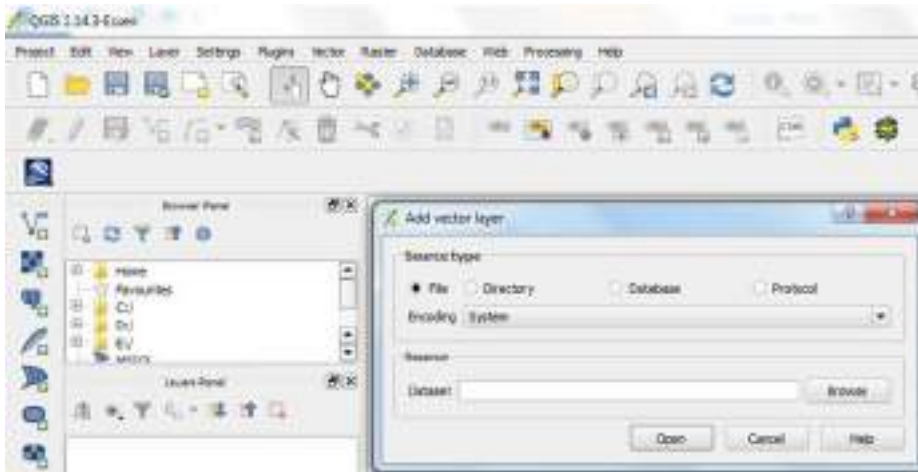 QGIS 2.14.3-Essen
Project Edit View Layer Settings Plugins Vector Raster Database Web Processing Help
Browser Panel
Home
Favourites
C:/
D:/
E:/
MSSQL
Layers Panel
Add vector layer
Source type
File Directory Database Protocol
Encoding System
Source
Dataset Browse
Open Cancel Help